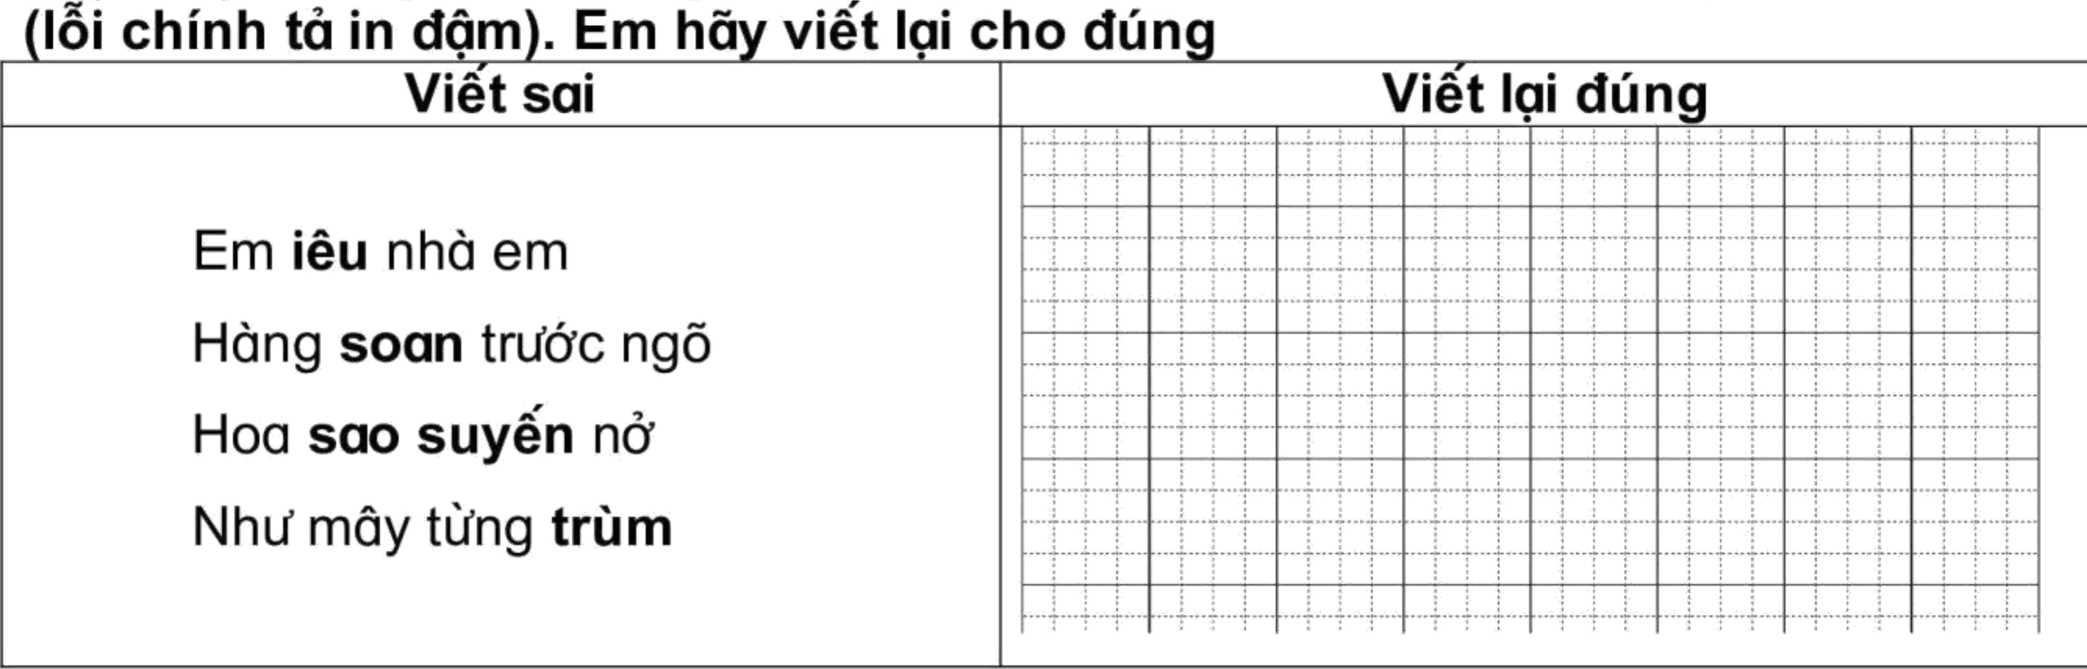 (lỗi chính tả in đậm). Em hãy viết lại cho đúng
Viết sai
Viết lại đúng
Em iêu nhà em
Hàng soan trước ngõ
Hoa sao suyến nở
Như mây từng trùm